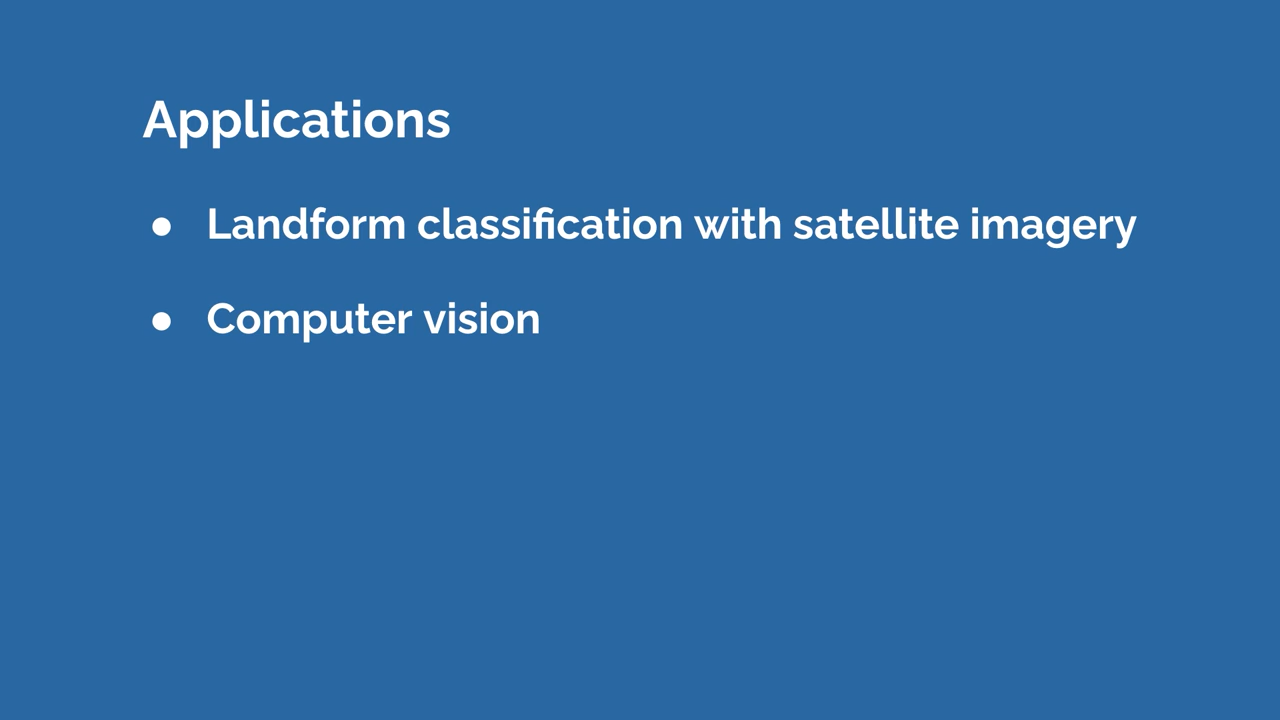 Applications
● Landform classification with satellite imagery
● Computer vision